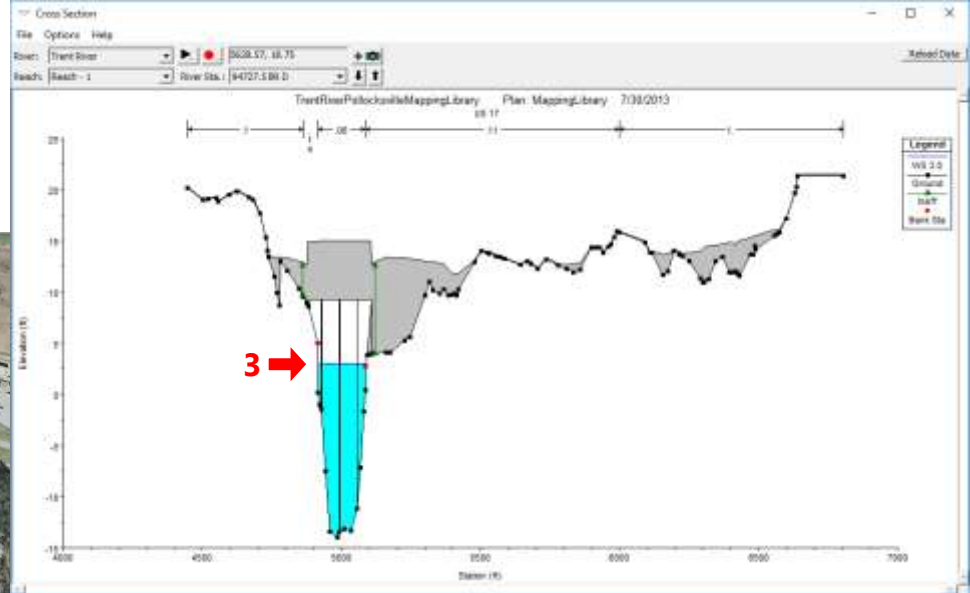 Cross Section
File Options Help
River: Trent River
Reload Data
Reach: Reach - 1 River Sta.:
TrentRiverPollocksvilleMappingLibrary Plan: MappingLibrary 7/30/2013
US 17
Legend
WS 3.0
Ground
Ineff
Bank Sta
25
20
15
10
5
0
-5
-10
-15
Elevation (ft)
3
4000 4500 5000 5500 6000 6500 7000
Station (ft)